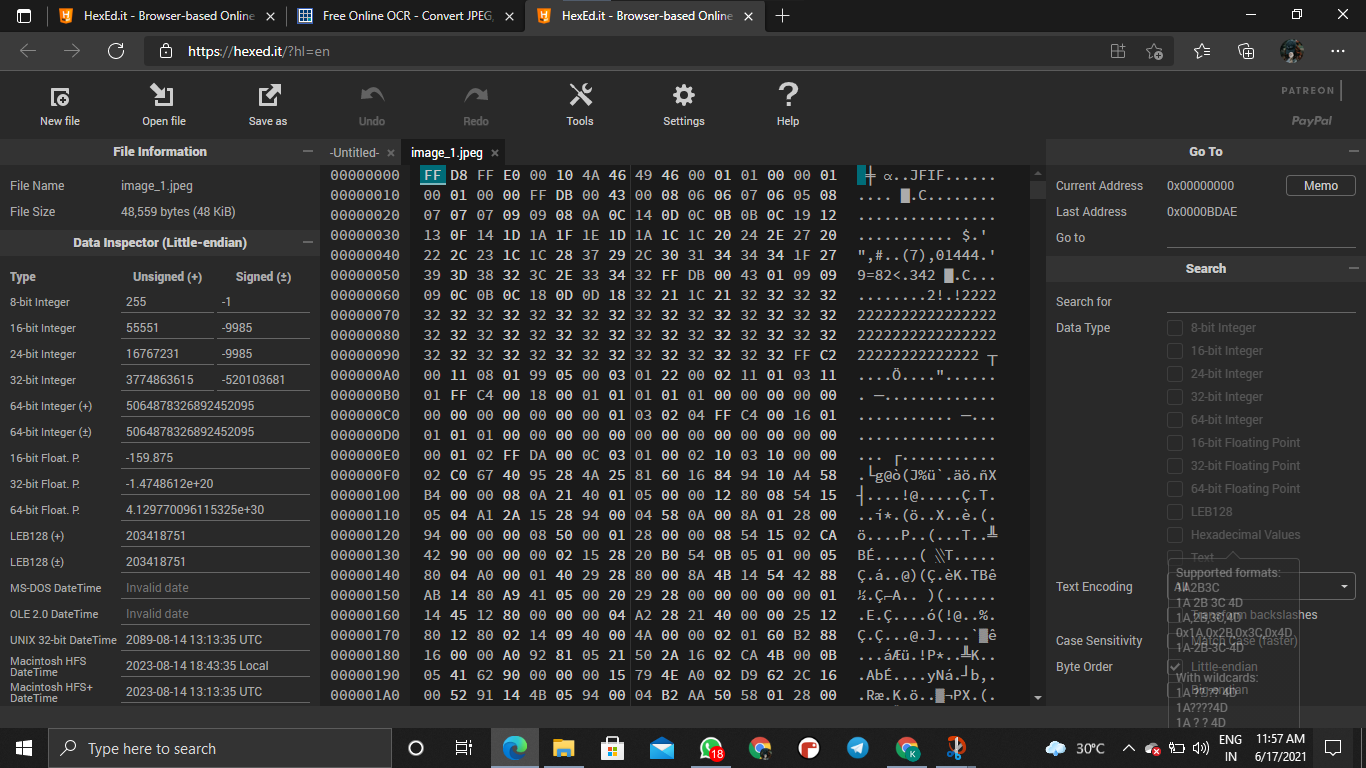 HexEd.it - Browser-based Online
Free Online OCR - Convert JPEG,
HexEd.it - Browser-based Online
https://hexed.it/?hl=en
New file
Open file
Save as
Undo
Redo
Tools
Settings
Help
PATREON
PayPal
File Information
File Name image_1.jpeg
File Size 48,559 bytes (48 KiB)
Data Inspector (Little-endian)
Type Unsigned (+) Signed (±)
8-bit Integer 255 -1
16-bit Integer 55551 -9985
24-bit Integer 16767231 -9985
32-bit Integer 3774863615 -520103681
64-bit Integer (+) 5064878326892452095
64-bit Integer (±) 5064878326892452095
16-bit Float. P. -159.875
32-bit Float. P. -1.4748612e+20
64-bit Float. P. 4.129770096115325e+30
LEB128 (+) 203418751
LEB128 (±) 203418751
MS-DOS DateTime Invalid date
OLE 2.0 DateTime Invalid date
UNIX 32-bit DateTime 2089-08-14 13:13:35 UTC
Macintosh HFS
DateTime 2023-08-14 18:43:35 Local
Macintosh HFS+
DateTime 2023-08-14 13:13:35 UTC
-Untitled- image_1.jpeg
00000000 FF D8 FF E0 00 10 4A 46 49 46 00 01 01 00 00 01 ╪ α..JFIF......
00000010 00 01 00 00 FF DB 00 43 00 08 06 06 07 06 05 08 .... █.C........
00000020 07 07 07 09 09 08 0A 0C 14 0D 0C 0B 0B 0C 19 12 ................
00000030 13 0F 14 1D 1A 1F 1E 1D 1A 1C 1C 20 24 2E 27 20 ........... $.'
00000040 22 2C 23 1C 1C 28 37 29 2C 30 31 34 34 34 1F 27 ",#..(7),01444.'
00000050 39 3D 38 32 3C 2E 33 34 32 FF DB 00 43 01 09 09 9=82<.342 █.C...
00000060 09 0C 0B 0C 18 0D 0D 18 32 21 1C 21 32 32 32 32 ........2!.!2222
00000070 32 32 32 32 32 32 32 32 32 32 32 32 32 32 32 32 2222222222222222
00000080 32 32 32 32 32 32 32 32 32 32 32 32 32 32 32 32 2222222222222222
00000090 32 32 32 32 32 32 32 32 32 32 32 32 32 32 FF C2 22222222222222 ┬
000000A0 00 11 08 01 99 05 00 03 01 22 00 02 11 01 03 11 ....Ö...."......
000000B0 01 FF C4 00 18 00 01 01 01 01 01 00 00 00 00 00 . ─.............
000000C0 00 00 00 00 00 00 01 03 02 04 FF C4 00 16 01 .......... ─...
000000D0 01 01 01 00 00 00 00 00 00 00 00 00 00 00 00 00 ................
000000E0 00 01 02 FF DA 00 0C 03 01 00 02 10 03 10 00 00 ... ┌...........
000000F0 02 C0 67 40 95 28 4A 25 81 60 16 84 94 10 A4 58 .└g@ò(J%ü`.äö.ñX
00000100 B4 00 00 08 0A 21 40 01 05 00 00 12 80 08 54 15 ┤....!@.....Ç.T.
00000110 05 04 A1 2A 15 28 94 00 04 58 0A 00 8A 01 28 00 ..í*.(ö..X..è.(.
00000120 94 00 00 00 08 50 00 01 28 00 00 08 54 15 02 CA ö....P..(...T..╩
00000130 42 90 00 00 00 02 15 28 20 B0 54 0B 05 01 00 05 BÉ.....( ░T.....
00000140 80 04 A0 00 01 40 29 28 80 00 8A 4B 14 54 42 88 Ç.á..@)(Ç.èK.TBê
00000150 AB 14 80 A9 41 05 00 20 29 28 00 00 08 00 00 00 ½.Ç⌐A.. )(......
00000160 14 45 12 80 00 00 04 A2 28 21 40 00 00 25 12 .E.Ç....ó(!@..%.
00000170 80 12 80 02 14 09 40 00 4A 00 00 02 01 60 B2 88 Ç.Ç...@.J....`▓ê
00000180 16 00 00 A0 92 81 05 21 50 2A 16 02 CA 4B 00 0B ...áÆü.!P*..╩K..
00000190 05 41 62 90 00 00 00 15 79 4E A0 02 D9 62 2C 16 .AbÉ....yNá.┘b,.
000001A0 00 52 91 14 4B 05 94 00 04 B2 AA 50 58 01 28 00 .Ræ.K.ö..▓¬PX.(.
Go To
Current Address 0x00000000 Memo
Last Address 0x0000BDAE
Go to
Search
Search for
Data Type 8-bit Integer
16-bit Integer
24-bit Integer
32-bit Integer
64-bit Integer
16-bit Floating Point
32-bit Floating Point
64-bit Floating Point
LEB128
Hexadecimal Values
Text
Supported formats:
Text Encoding
1A2B3C
1A 2B 3C 4D
Transform backslashes
1A,2B,3C,4D
0x1A,0x2B,0x3C,0x4D
Case Sensitivity Match Case (faster)
1A-2B-3C-4D
Byte Order Little-endian
With wildcards:
Big-endian
1A ?? ?? 4D
1A????4D
1A ? ? 4D
Type here to search
18
30°C
ENG
IN
11:57 AM
6/17/2021